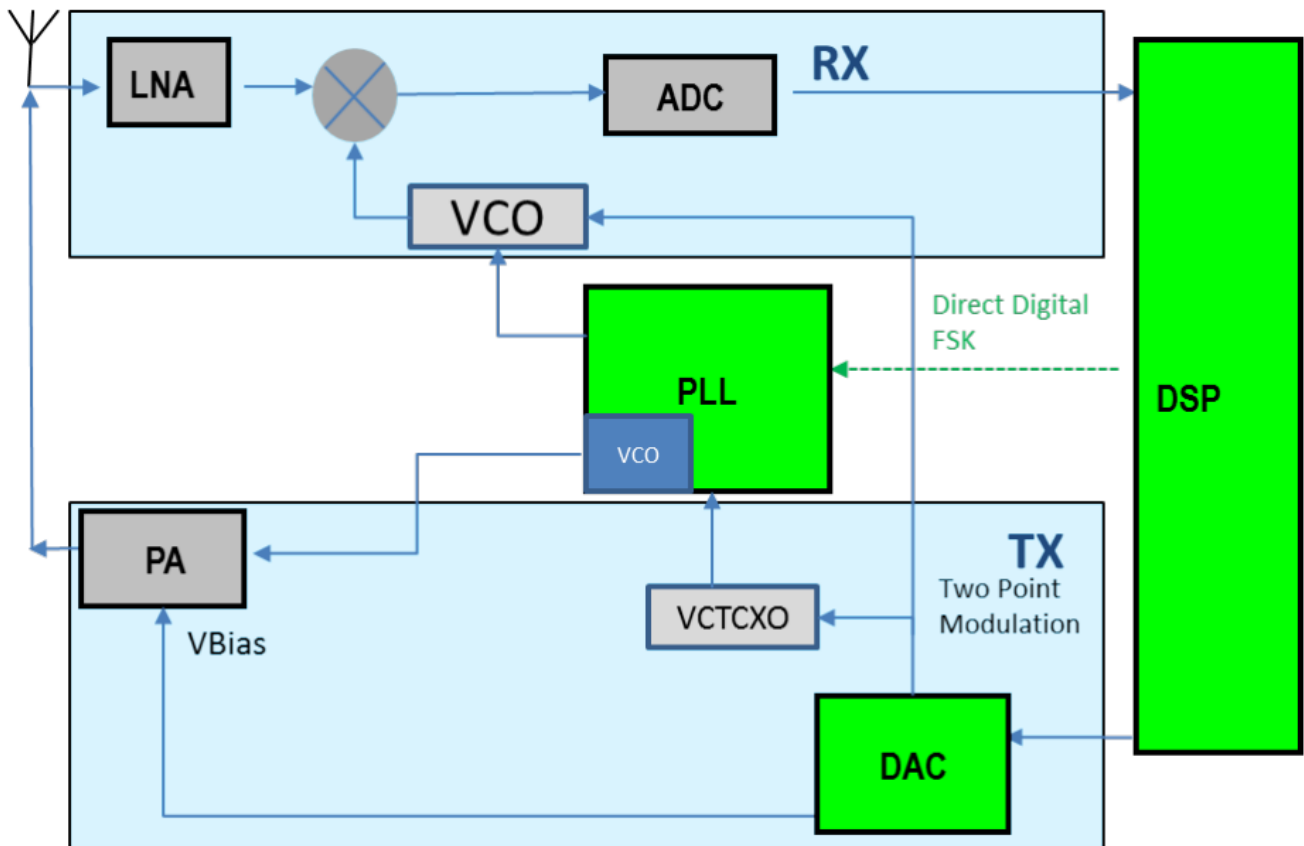 LNA
ADC
RX
VCO
Direct Digital
FSK
PLL
DSP
VCO
PA
TX
VCTCXO
Two Point
Modulation
VBias
DAC